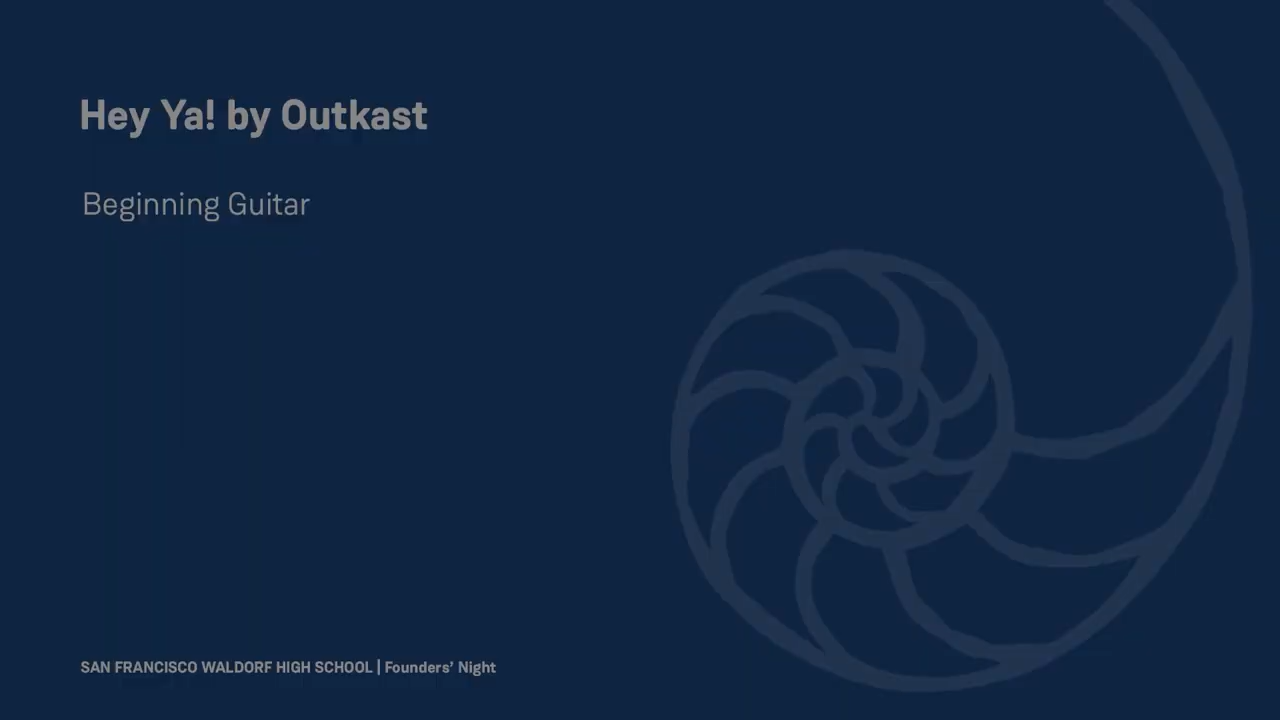 Hey Ya! by Outkast
Beginning Guitar
SAN FRANCISCO WALDORF HIGH SCHOOL | Founders’ Night